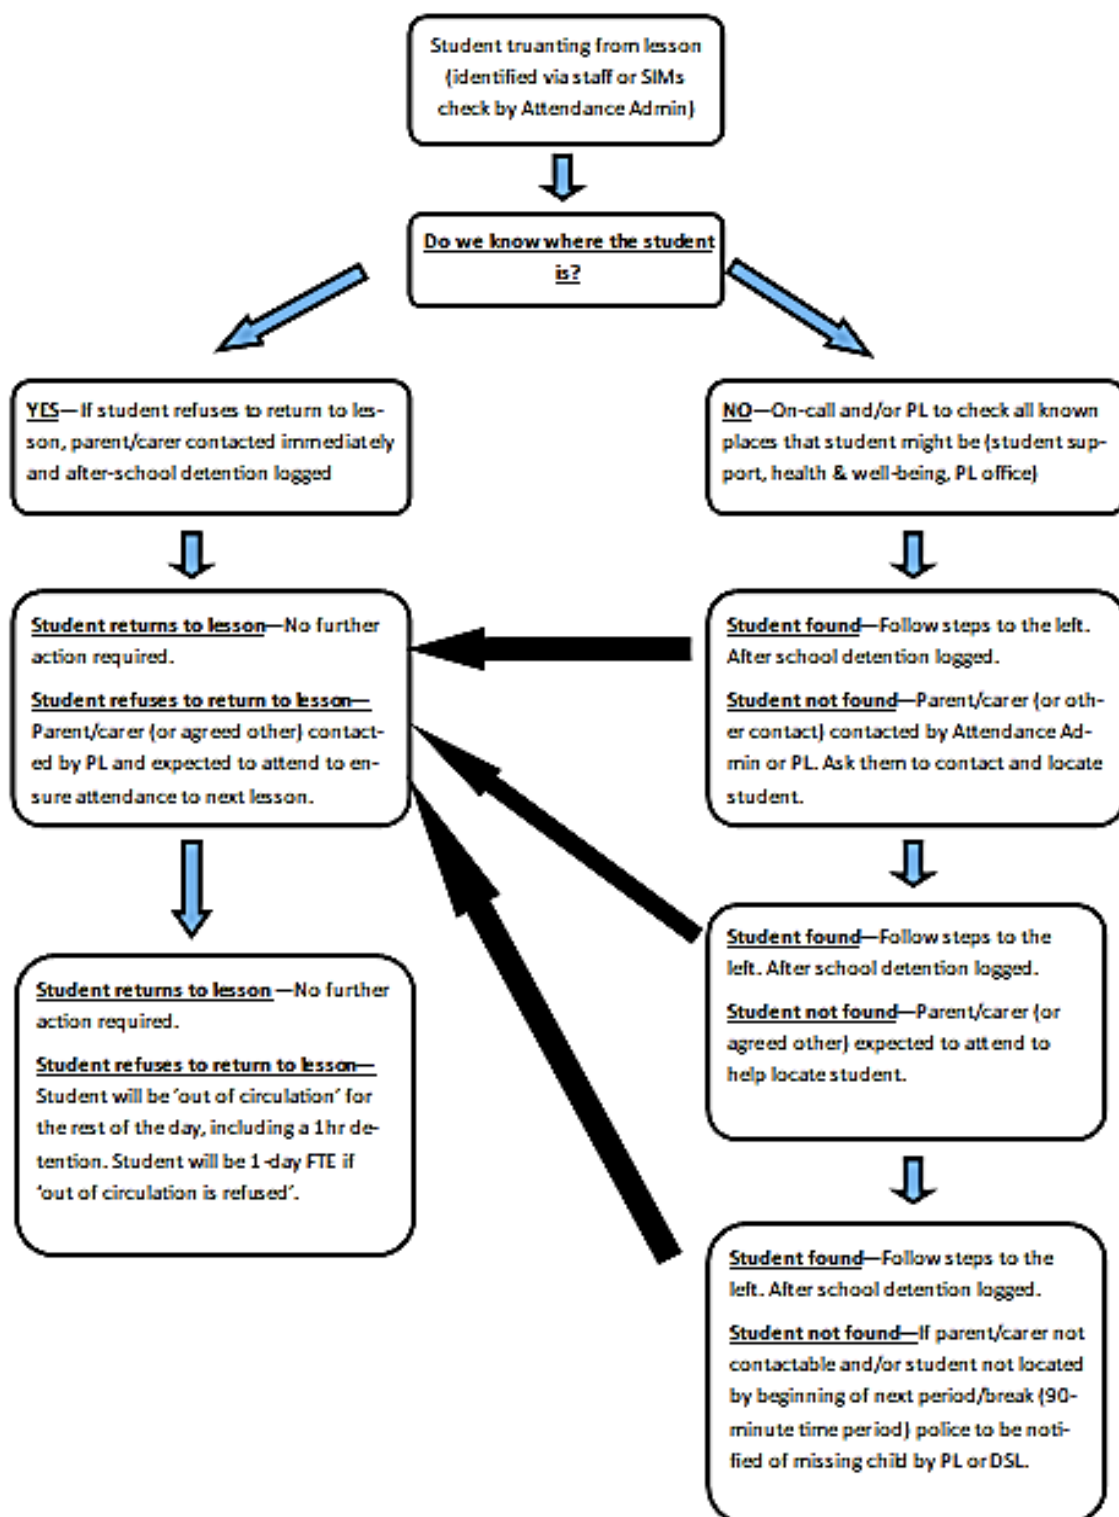 Student truanting from lesson
(identified via staff or SIMs
check by Attendance Admin)
Do we know where the student
is?
YES—If student refuses to return to les-
son, parent/carer contacted immediately
and after-school detention logged
NO—On-call and/or PL to check all known
places that student might be (student sup-
port, health & well-being, PL office)
Student returns to lesson—No further
action required.
Student refuses to return to lesson—
Parent/carer (or agreed other) contact-
ed by PL and expected to attend to en-
sure attendance to next lesson.
Student found—Follow steps to the left.
After school detention logged.
Student not found—Parent/carer (or oth-
er contact) contacted by Attendance Ad-
min or PL. Ask them to contact and locate
student.
Student returns to lesson —No further
action required.
Student refuses to return to lesson—
Student will be ‘out of circulation’ for
the rest of the day, including a 1hr de-
tention. Student will be 1-day FTE if
‘out of circulation is refused’.
Student found—Follow steps to the
left. After school detention logged.
Student not found—Parent/carer (or
agreed other) expected to attend to
help locate student.
Student found—Follow steps to the
left. After school detention logged.
Student not found—If parent/carer not
contactable and/or student not located
by beginning of next period/break (90-
minute time period) police to be noti-
fied of missing child by PL or DSL.